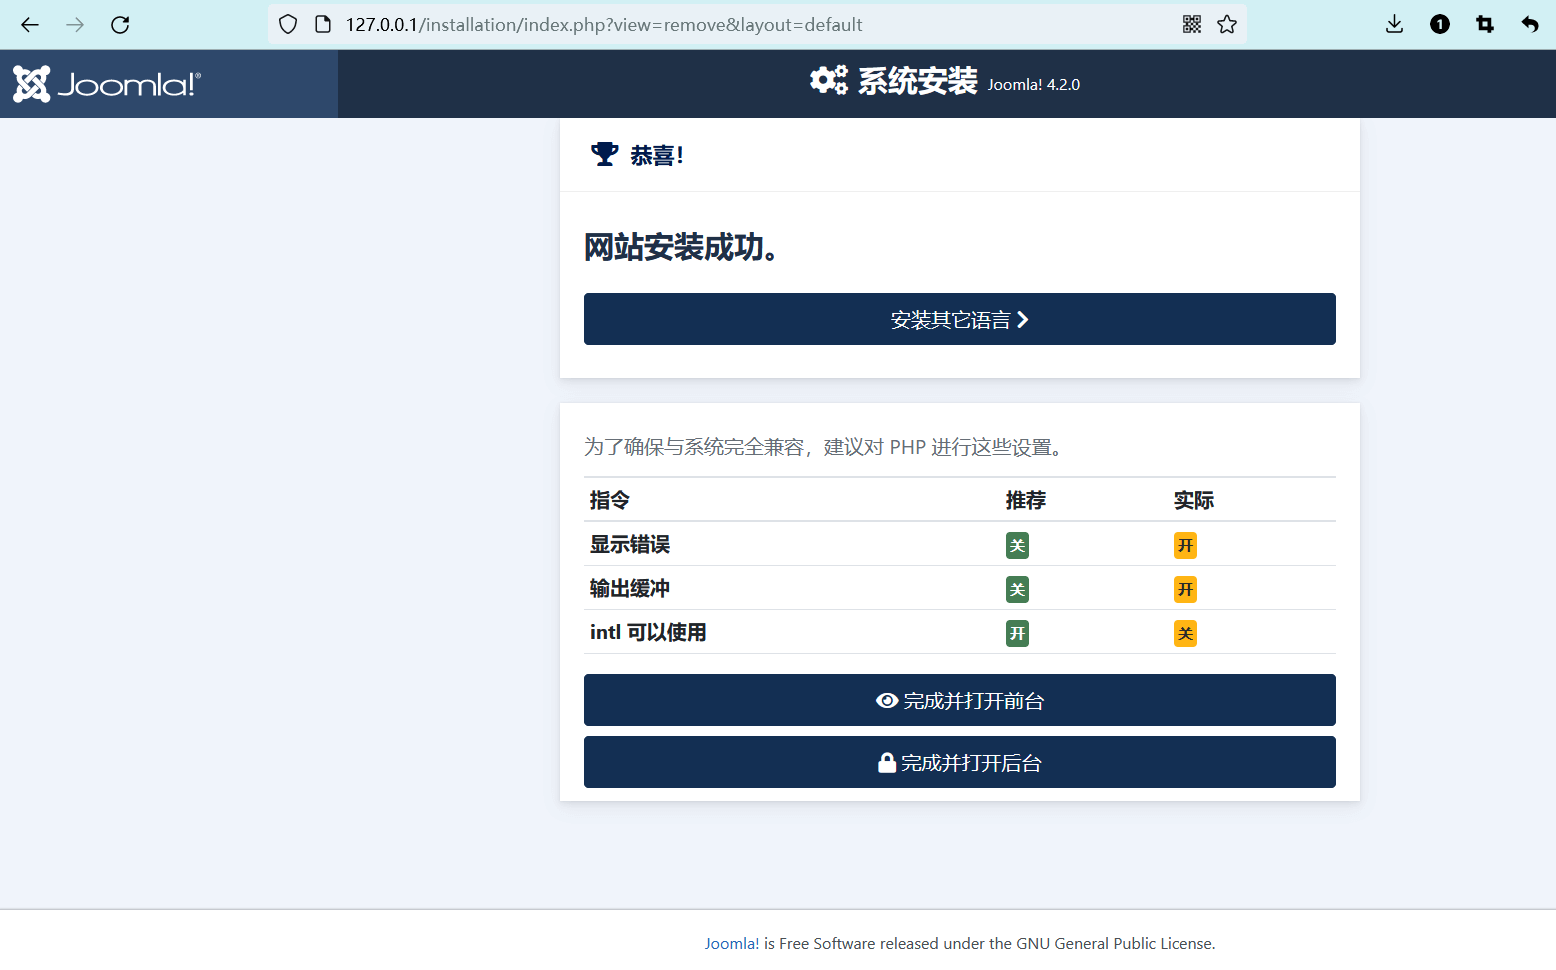 127.0.0.1/installation/index.php?view=remove&layout=default
1
Joomla!®
系统安装 Joomla! 4.2.0
恭喜!
网站安装成功。
安装其它语言
为了确保与系统完全兼容，建议对 PHP 进行这些设置。
指令 推荐 实际
显示错误 关 开
输出缓冲 关 开
intl 可以使用 开 关
完成并打开前台
完成并打开后台
Joomla! is Free Software released under the GNU General Public License.